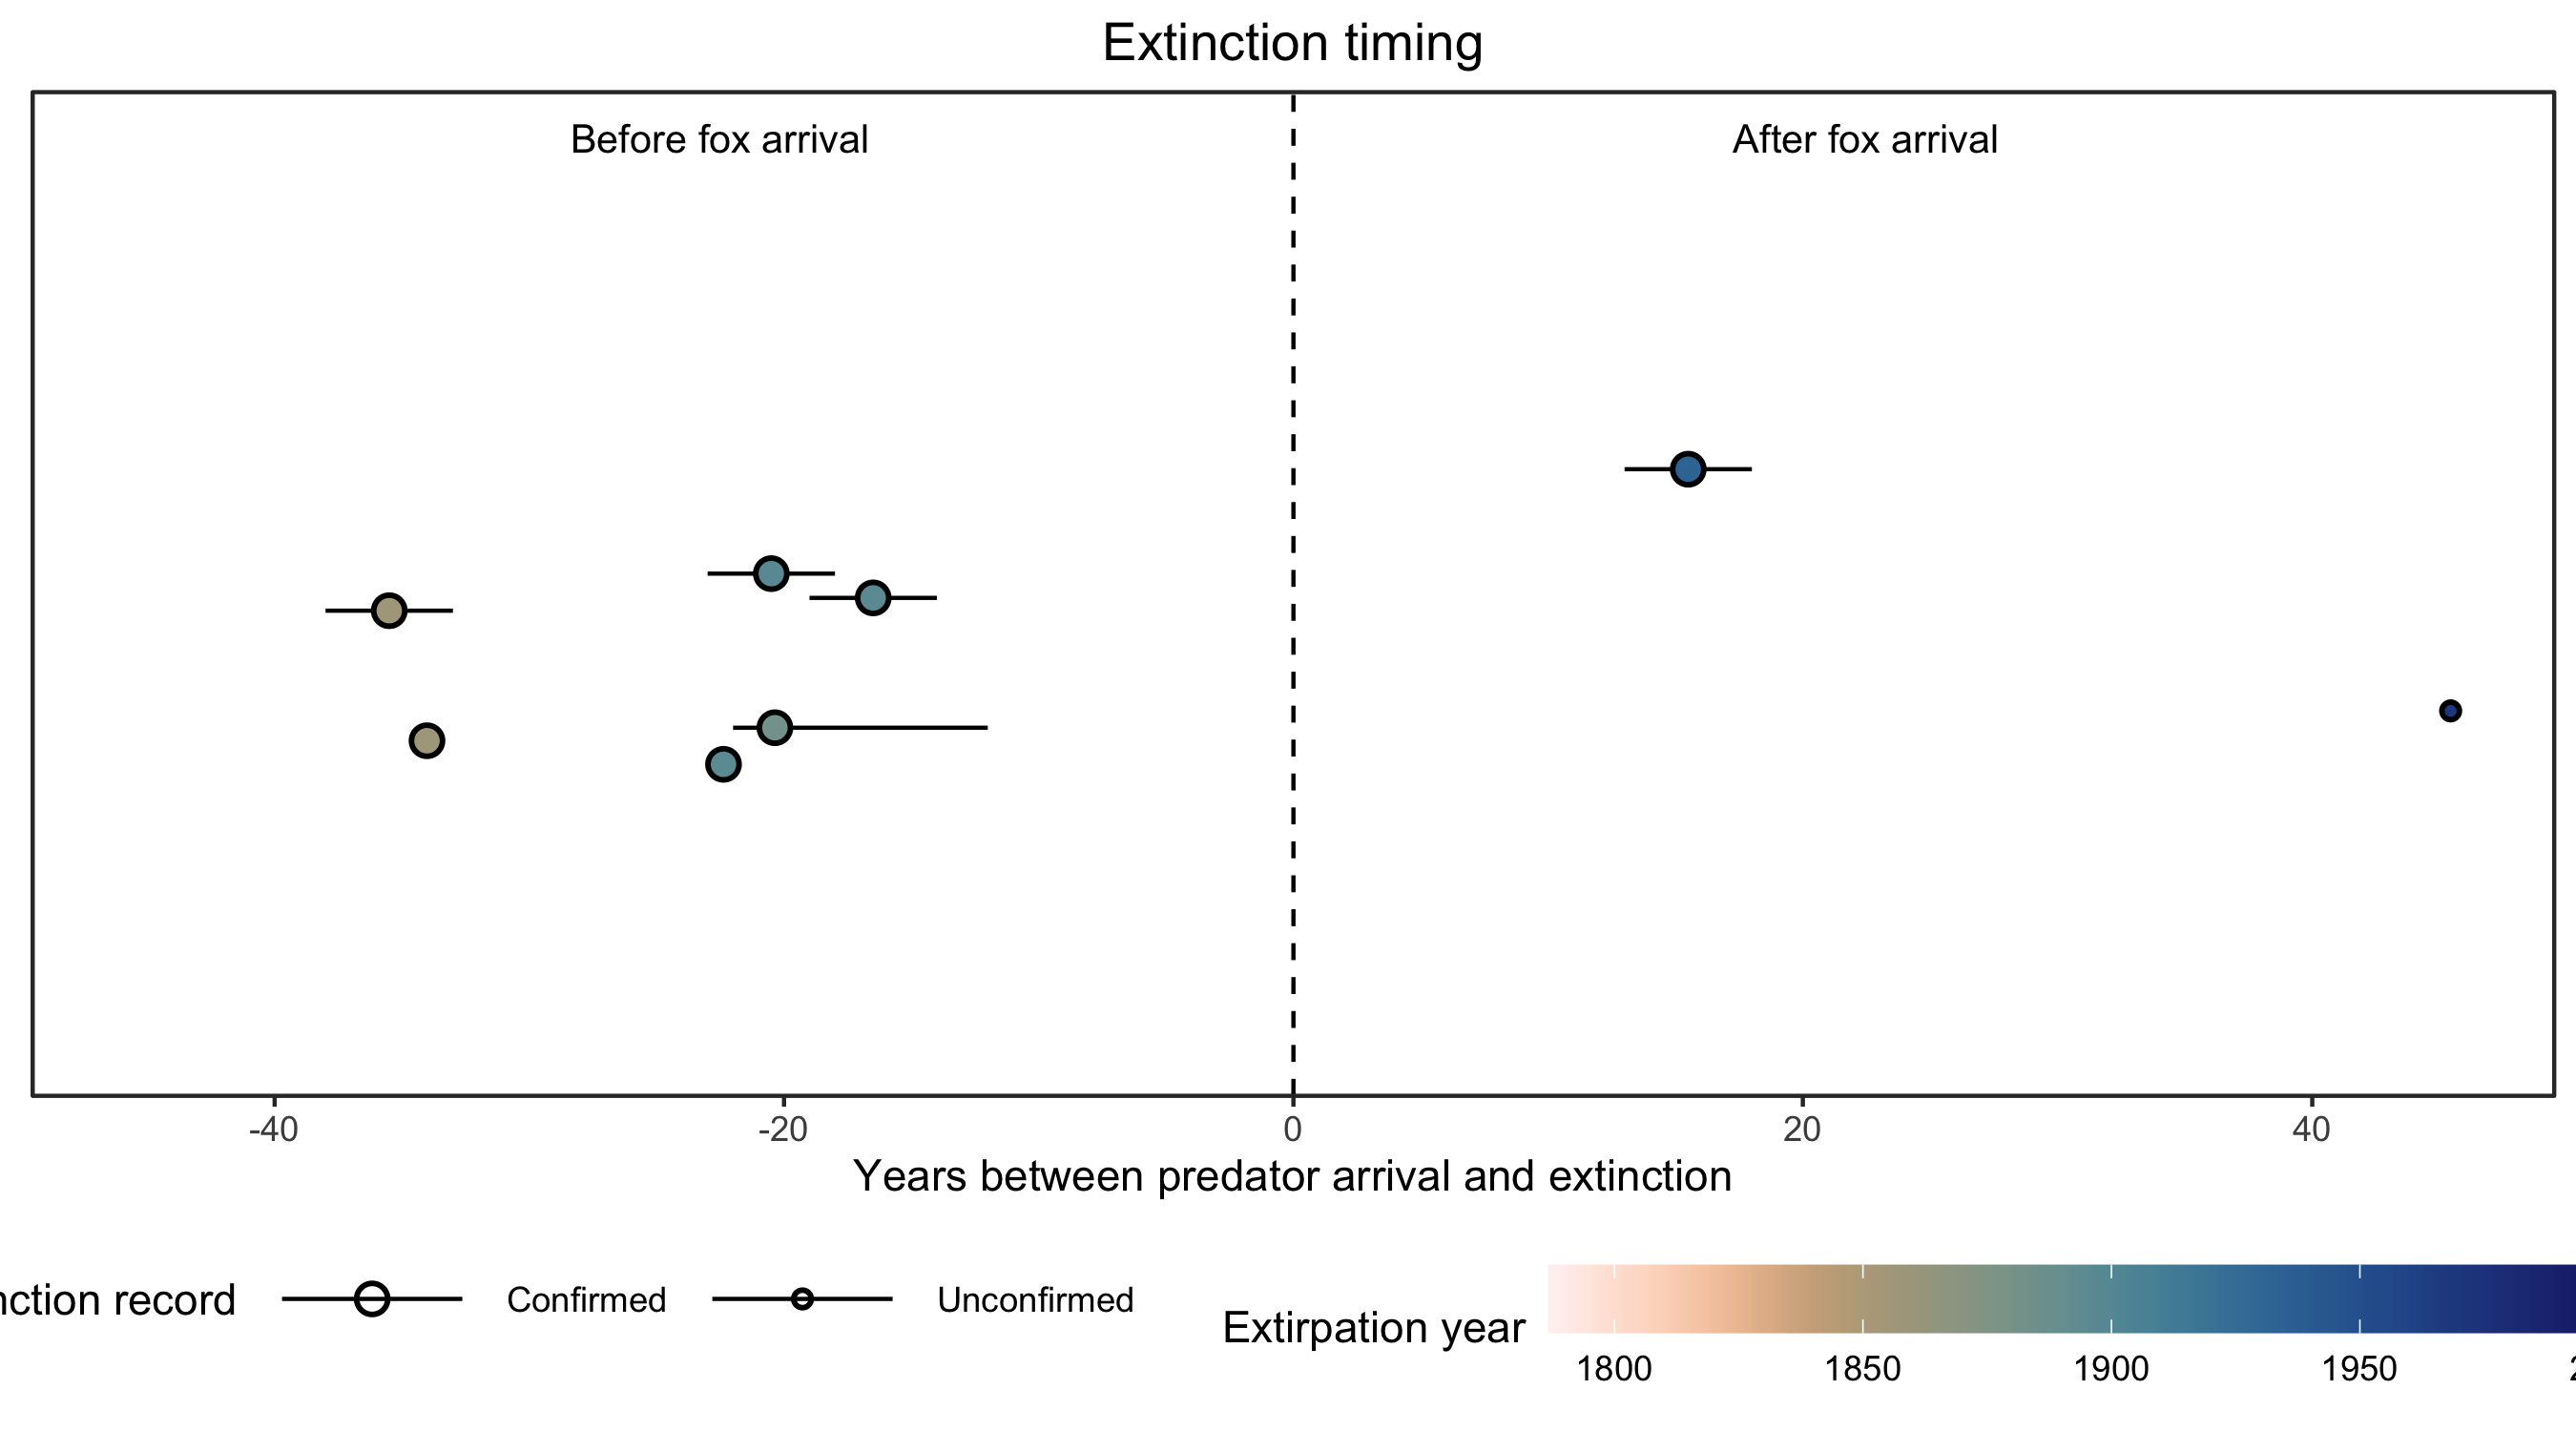 Extinction timing
Before fox arrival After fox arrival
-40 -20 0 20 40
Years between predator arrival and extinction
nction record Confirmed Unconfirmed
Extirpation year
1800 1850 1900 1950